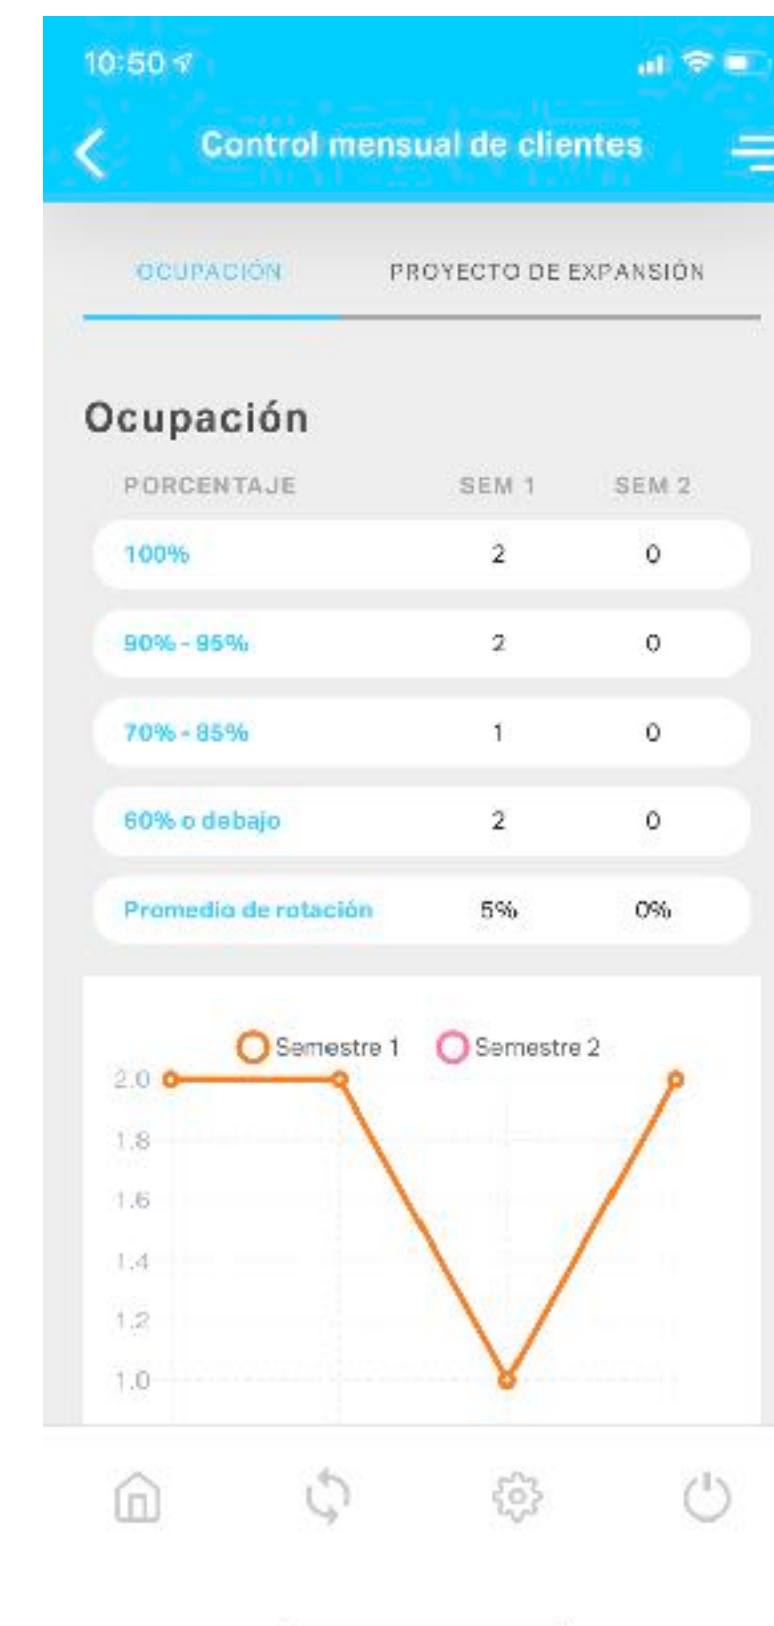 10:50
Control mensual de clientes
OCUPACIÓN PROYECTO DE EXPANSIÓN
Ocupación
PORCENTAJE SEM 1 SEM 2
100% 2 0
90% - 95% 2 0
70% - 85% 1 0
60% o debajo 2 0
Promedio de rotación 5% 0%
Semestre 1 Semestre 2
2.0
1.8
1.6
1.4
1.2
1.0